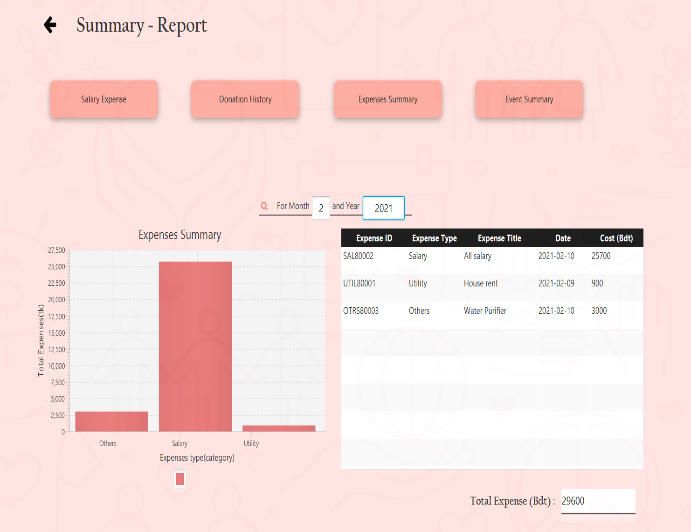 Summary - Report
Salary Expense
Donation History
Expenses Summary
Event Summary
For Month 2 and Year 2021
Expenses Summary
27,500
25,000
22,500
20,000
17,500
15,000
12,500
10,000
7,500
5,000
2,500
0
Total Expenses(tk)
Others Salary Utility
Expenses type(category)
Expense ID Expense Type Expense Title Date Cost (Bdt)
SAL80002 Salary All salary 2021-02-10 25700
UTIL80001 Utility House rent 2021-02-09 900
OTRS80003 Others Water Purifier 2021-02-10 3000
Total Expense (Bdt) : 29600